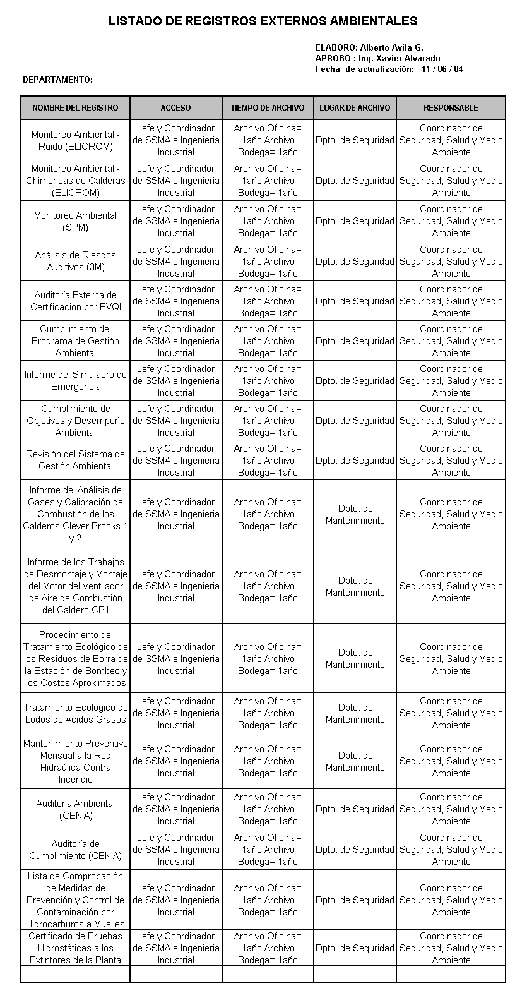 LISTADO DE REGISTROS EXTERNOS AMBIENTALES
ELABORO: Alberto Avila G.
APROBO : Ing. Xavier Alvarado
Fecha de actualización: 11 / 06 / 04
DEPARTAMENTO:
NOMBRE DEL REGISTRO ACCESO TIEMPO DE ARCHIVO LUGAR DE ARCHIVO RESPONSABLE
Monitoreo Ambiental -
Ruido (ELICROM)
Jefe y Coordinador
de SSMA e Ingenieria
Industrial
Archivo Oficina=
1año Archivo
Bodega= 1año
Dpto. de Seguridad
Coordinador de
Seguridad, Salud y Medio
Ambiente
Monitoreo Ambiental -
Chimeneas de Calderas
(ELICROM)
Jefe y Coordinador
de SSMA e Ingenieria
Industrial
Archivo Oficina=
1año Archivo
Bodega= 1año
Dpto. de Seguridad
Coordinador de
Seguridad, Salud y Medio
Ambiente
Monitoreo Ambiental
(SPM)
Jefe y Coordinador
de SSMA e Ingenieria
Industrial
Archivo Oficina=
1año Archivo
Bodega= 1año
Dpto. de Seguridad
Coordinador de
Seguridad, Salud y Medio
Ambiente
Análisis de Riesgos
Auditivos (3M)
Jefe y Coordinador
de SSMA e Ingenieria
Industrial
Archivo Oficina=
1año Archivo
Bodega= 1año
Dpto. de Seguridad
Coordinador de
Seguridad, Salud y Medio
Ambiente
Auditoría Externa de
Certificación por BVQI
Jefe y Coordinador
de SSMA e Ingenieria
Industrial
Archivo Oficina=
1año Archivo
Bodega= 1año
Dpto. de Seguridad
Coordinador de
Seguridad, Salud y Medio
Ambiente
Cumplimiento del
Programa de Gestión
Ambiental
Jefe y Coordinador
de SSMA e Ingenieria
Industrial
Archivo Oficina=
1año Archivo
Bodega= 1año
Dpto. de Seguridad
Coordinador de
Seguridad, Salud y Medio
Ambiente
Informe del Simulacro de
Emergencia
Jefe y Coordinador
de SSMA e Ingenieria
Industrial
Archivo Oficina=
1año Archivo
Bodega= 1año
Dpto. de Seguridad
Coordinador de
Seguridad, Salud y Medio
Ambiente
Cumplimiento de
Objetivos y Desempeño
Ambiental
Jefe y Coordinador
de SSMA e Ingenieria
Industrial
Archivo Oficina=
1año Archivo
Bodega= 1año
Dpto. de Seguridad
Coordinador de
Seguridad, Salud y Medio
Ambiente
Revisión del Sistema de
Gestión Ambiental
Jefe y Coordinador
de SSMA e Ingenieria
Industrial
Archivo Oficina=
1año Archivo
Bodega= 1año
Dpto. de Seguridad
Coordinador de
Seguridad, Salud y Medio
Ambiente
Informe del Análisis de
Gases y Calibración de
Combustión de los
Calderos Clever Brooks 1
y 2
Jefe y Coordinador
de SSMA e Ingenieria
Industrial
Archivo Oficina=
1año Archivo
Bodega= 1año
Dpto. de
Mantenimiento
Coordinador de
Seguridad, Salud y Medio
Ambiente
Informe de los Trabajos
de Desmontaje y Montaje
del Motor del Ventilador
de Aire de Combustión
del Caldero CB1
Jefe y Coordinador
de SSMA e Ingenieria
Industrial
Archivo Oficina=
1año Archivo
Bodega= 1año
Dpto. de
Mantenimiento
Coordinador de
Seguridad, Salud y Medio
Ambiente
Procedimiento del
Tratamiento Ecológico de
los Residuos de Borra de
la Estación de Bombeo y
los Costos Aproximados
Jefe y Coordinador
de SSMA e Ingenieria
Industrial
Archivo Oficina=
1año Archivo
Bodega= 1año
Dpto. de
Mantenimiento
Coordinador de
Seguridad, Salud y Medio
Ambiente
Tratamiento Ecologico de
Lodos de Acidos Grasos
Jefe y Coordinador
de SSMA e Ingenieria
Industrial
Archivo Oficina=
1año Archivo
Bodega= 1año
Dpto. de
Mantenimiento
Coordinador de
Seguridad, Salud y Medio
Ambiente
Mantenimiento Preventivo
Mensual a la Red
Hidraúlica Contra
Incendio
Jefe y Coordinador
de SSMA e Ingenieria
Industrial
Archivo Oficina=
1año Archivo
Bodega= 1año
Dpto. de
Mantenimiento
Coordinador de
Seguridad, Salud y Medio
Ambiente
Auditoría Ambiental
(CENIA)
Jefe y Coordinador
de SSMA e Ingenieria
Industrial
Archivo Oficina=
1año Archivo
Bodega= 1año
Dpto. de Seguridad
Coordinador de
Seguridad, Salud y Medio
Ambiente
Auditoría de
Cumplimiento (CENIA)
Jefe y Coordinador
de SSMA e Ingenieria
Industrial
Archivo Oficina=
1año Archivo
Bodega= 1año
Dpto. de Seguridad
Coordinador de
Seguridad, Salud y Medio
Ambiente
Lista de Comprobación
de Medidas de
Prevención y Control de
Contaminación por
Hidrocarburos a Muelles
Jefe y Coordinador
de SSMA e Ingenieria
Industrial
Archivo Oficina=
1año Archivo
Bodega= 1año
Dpto. de Seguridad
Coordinador de
Seguridad, Salud y Medio
Ambiente
Certificado de Pruebas
Hidrostáticas a los
Extintores de la Planta
Jefe y Coordinador
de SSMA e Ingenieria
Industrial
Archivo Oficina=
1año Archivo
Bodega= 1año
Dpto. de Seguridad
Coordinador de
Seguridad, Salud y Medio
Ambiente